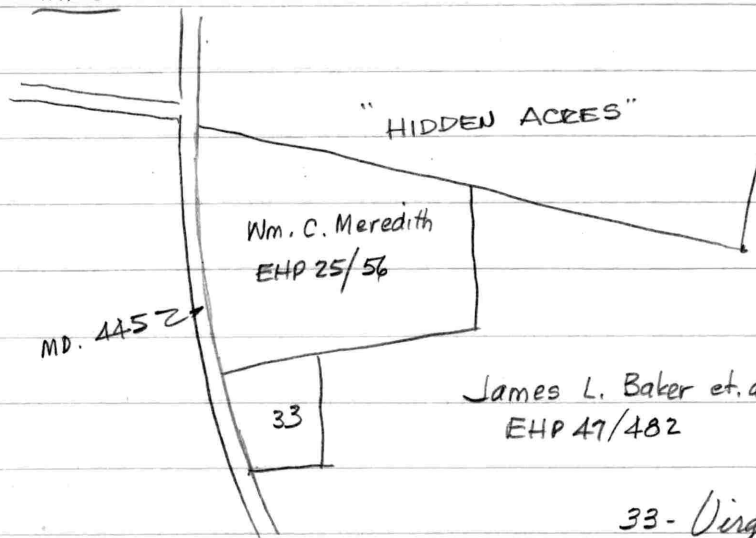 "HIDDEN ACRES"
Wm. C. Meredith
EHP 25/56
MD. 445
33
James L. Baker et.
EHP 47/482
33 -